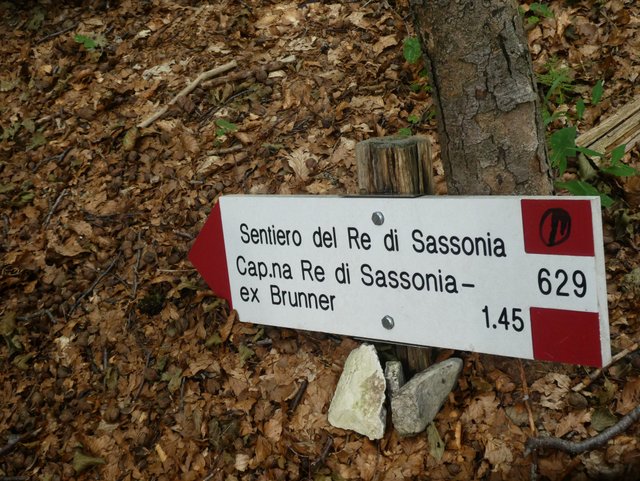 Sentiero del Re di Sassonia
Cap.na Re di Sassonia-
ex Brunner
1.45
629